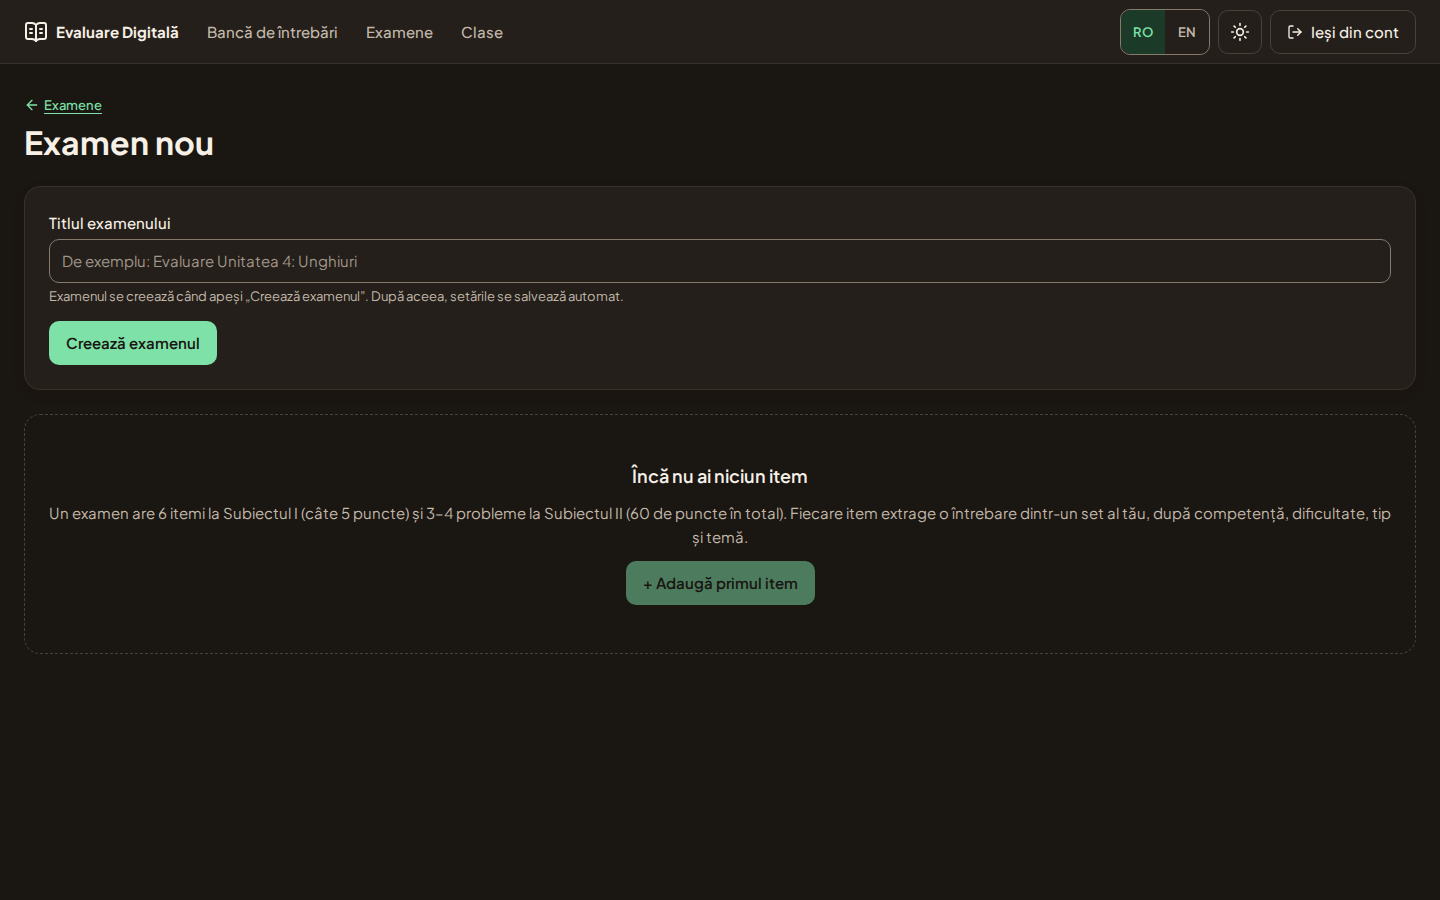 Evaluare Digitală
Bancă de întrebări
Examene
Clase
RO
EN
Ieși din cont
Examene
Examen nou
Titlul examenului
De exemplu: Evaluare Unitatea 4: Unghiuri
Examenul se creează când apeși „Creează examenul”. După aceea, setările se salvează automat.
Creează examenul
Încă nu ai niciun item
Un examen are 6 itemi la Subiectul I (câte 5 puncte) și 3–4 probleme la Subiectul II (60 de puncte în total). Fiecare item extrage o întrebare dintr-un set al tău, după competență, dificultate, tip
și temă.
+ Adaugă primul item